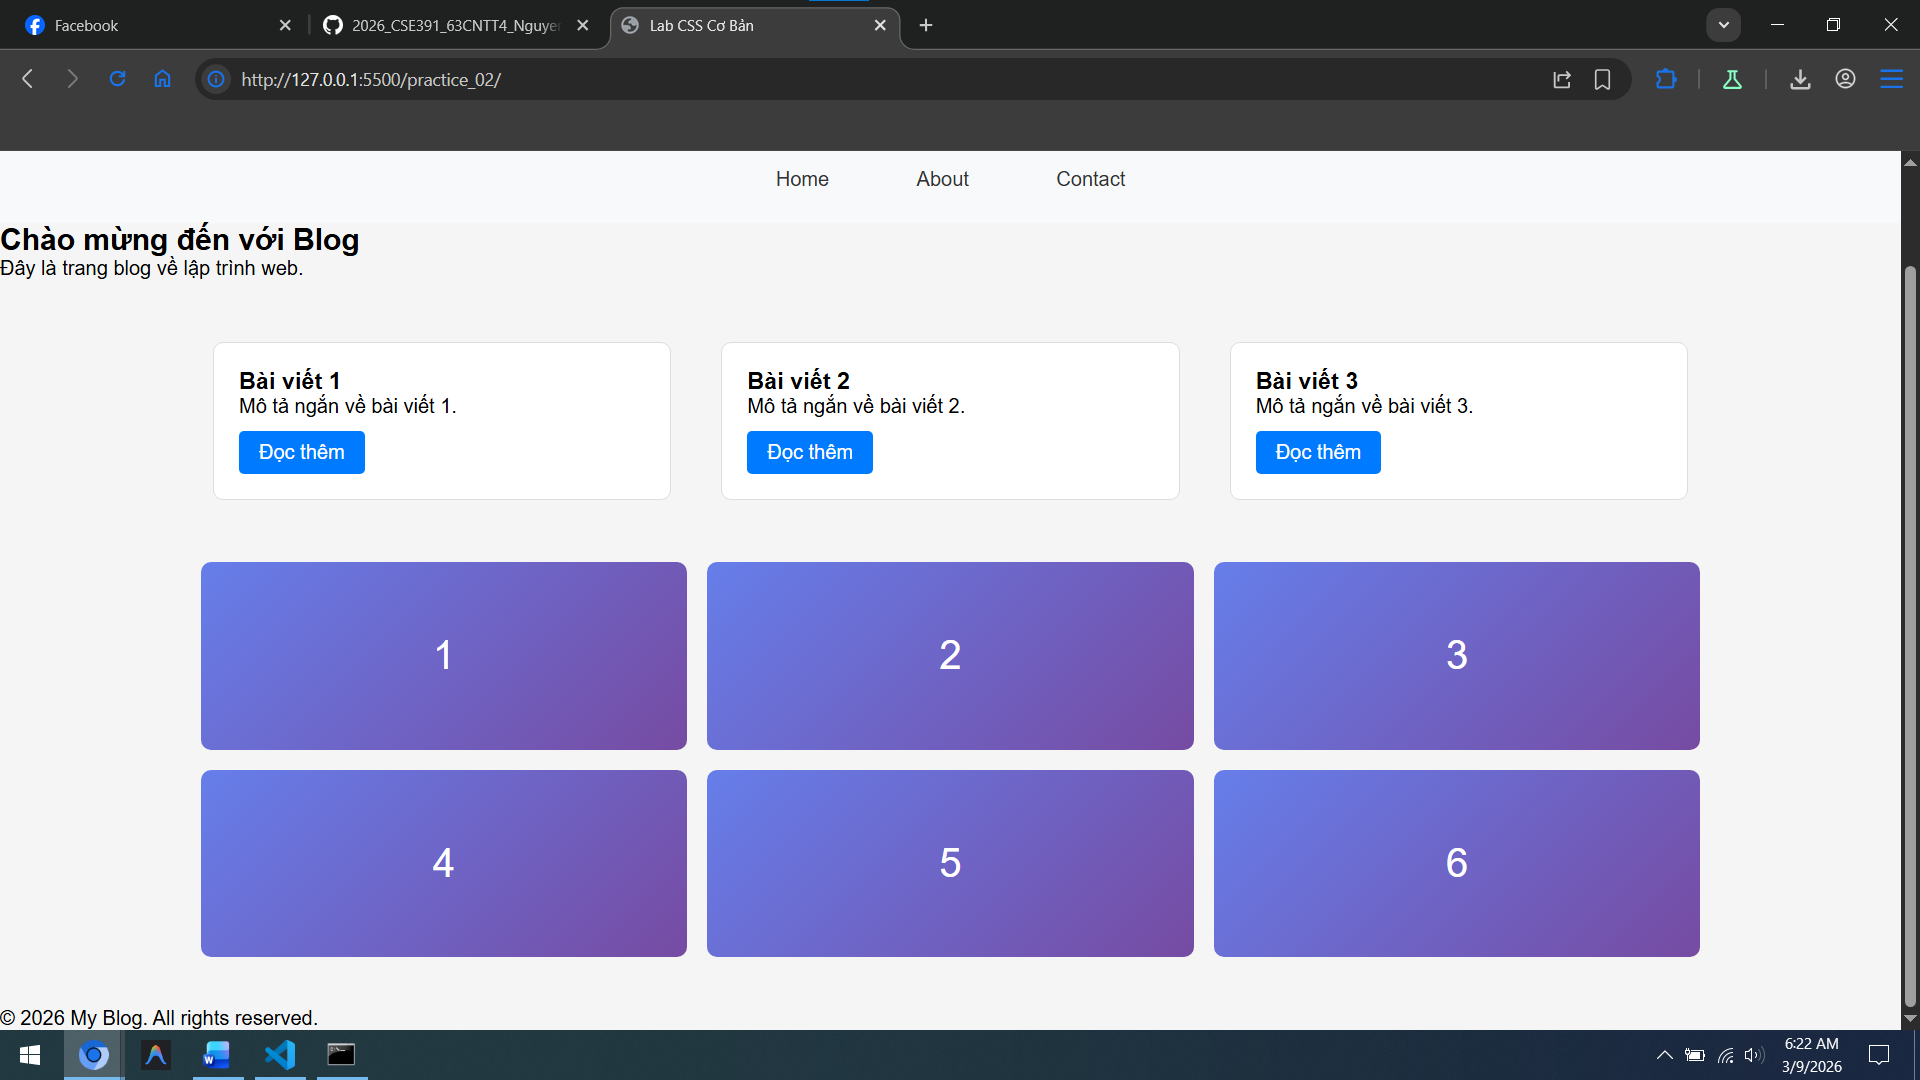 Facebook
2026_CSE391_63CNTT4_Nguye
Lab CSS Cơ Bản
http://127.0.0.1:5500/practice_02/
Home About Contact
Chào mừng đến với Blog
Đây là trang blog về lập trình web.
Bài viết 1
Mô tả ngắn về bài viết 1.
Đọc thêm
Bài viết 2
Mô tả ngắn về bài viết 2.
Đọc thêm
Bài viết 3
Mô tả ngắn về bài viết 3.
Đọc thêm
1 2 3
4 5 6
© 2026 My Blog. All rights reserved.
6:22 AM
3/9/2026